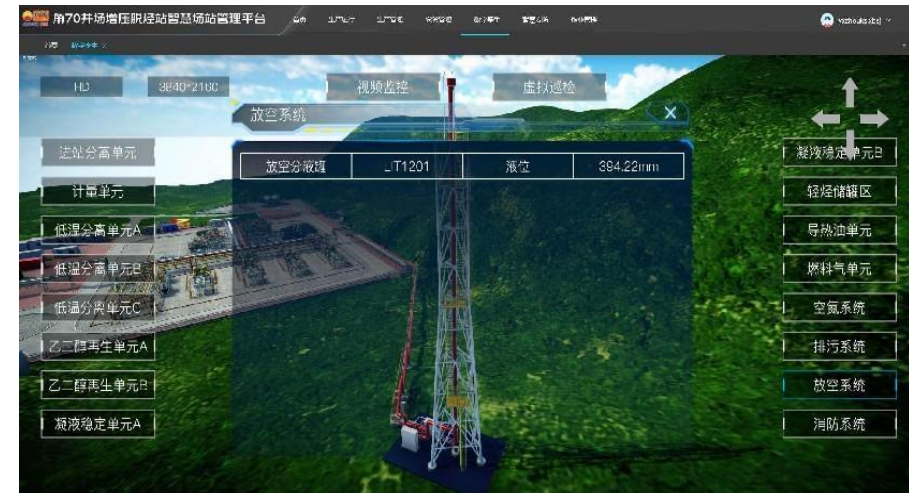 角70井场增压脱烃站智慧场站管理平台
首页
HD
3840*2160
视频监控
虚拟巡检
放空系统
X
放空分液罐 LIT1201 液位 394.22mm
进站分离单元
计量单元
低温分离单元A
低温分离单元B
低温分离单元C
乙二醇再生单元A
乙二醇再生单元B
凝液稳定单元A
凝液稳定单元B
轻烃储罐区
导热油单元
燃料气单元
空氮系统
排污系统
放空系统
消防系统